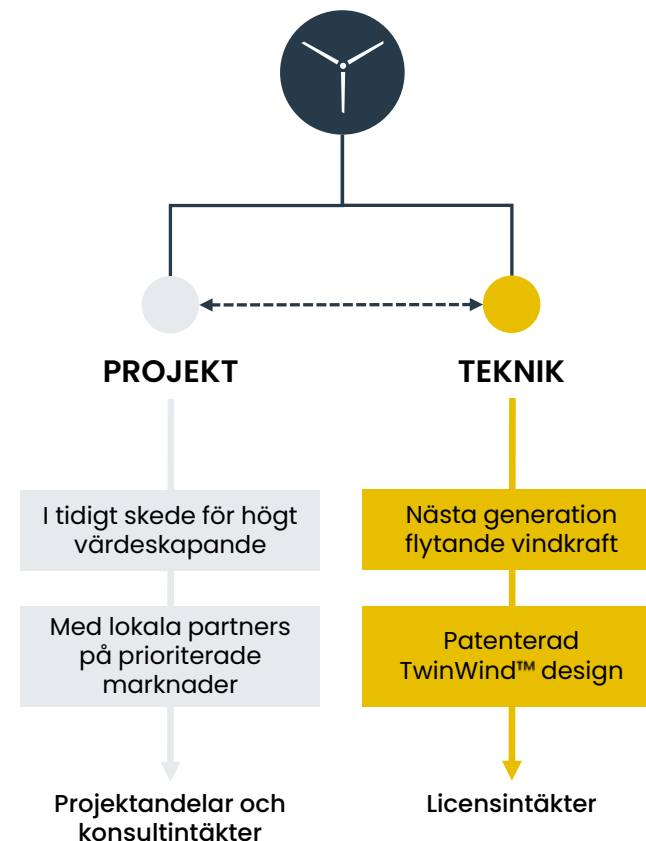 PROJEKT
I tidigt skede för högt
värdeskapande
Med lokala partners
på prioriterade
marknader
Projektandelar och
konsultintäkter
TEKNIK
Nästa generation
flytande vindkraft
Patenterad
TwinWind™ design
Licensintäkter